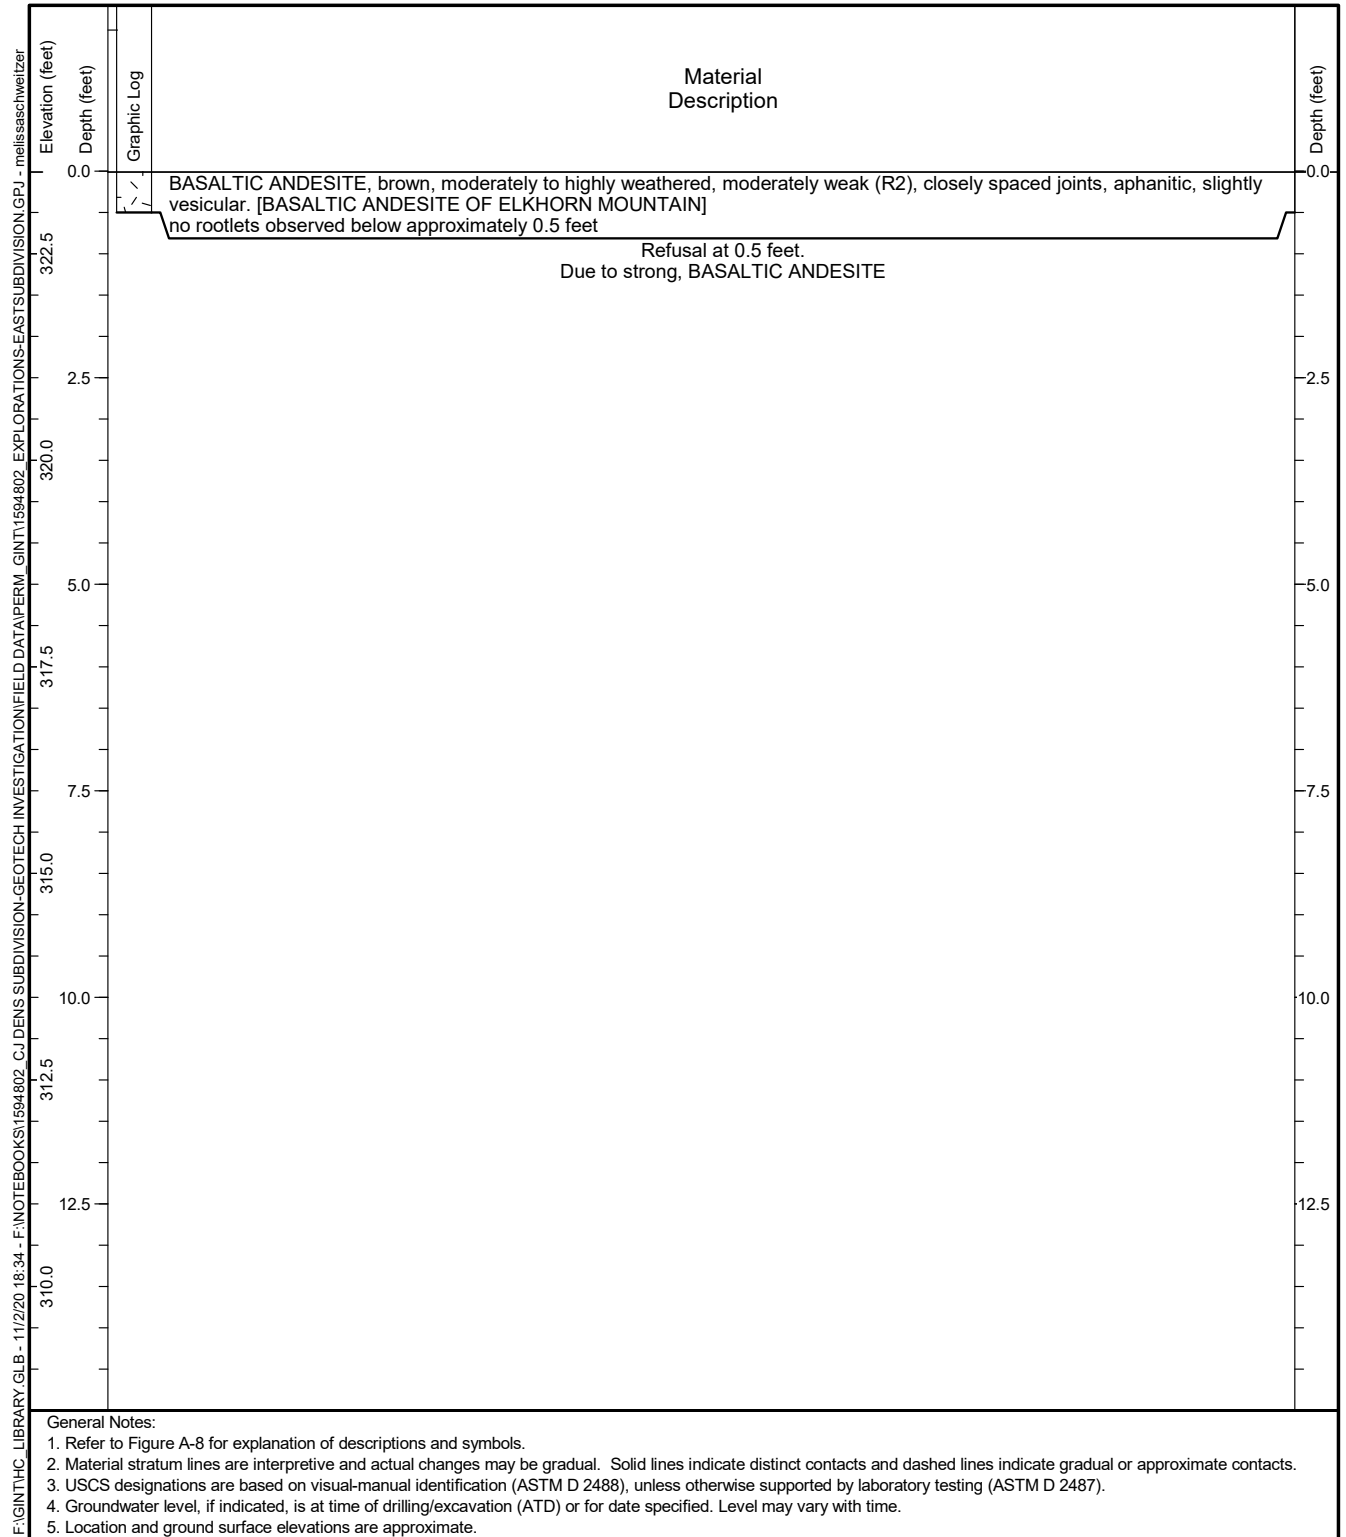 F:\GINT\HC_LIBRARY.GLB - 11/2/20 18:34 - F:\NOTEBOOKS\1594802_CJ DENS SUBDIVISION-GEOTECH INVESTIGATION\FIELD DATA\PERM_GINT\1594802_EXPLORATIONS-EASTSUBDIVISION.GPJ - melissaschweitzer
Elevation (feet)
Depth (feet)
Graphic Log
Material
Description
Depth (feet)
0.0
0.0
BASALTIC ANDESITE, brown, moderately to highly weathered, moderately weak (R2), closely spaced joints, aphanitic, slightly
vesicular. [BASALTIC ANDESITE OF ELKHORN MOUNTAIN]
no rootlets observed below approximately 0.5 feet
Refusal at 0.5 feet.
Due to strong, BASALTIC ANDESITE
322.5
2.5
2.5
320.0
5.0
5.0
317.5
7.5
7.5
315.0
10.0
10.0
312.5
12.5
12.5
310.0
General Notes:
1. Refer to Figure A-8 for explanation of descriptions and symbols.
2. Material stratum lines are interpretive and actual changes may be gradual. Solid lines indicate distinct contacts and dashed lines indicate gradual or approximate contacts.
3. USCS designations are based on visual-manual identification (ASTM D 2488), unless otherwise supported by laboratory testing (ASTM D 2487).
4. Groundwater level, if indicated, is at time of drilling/excavation (ATD) or for date specified. Level may vary with time.
5. Location and ground surface elevations are approximate.